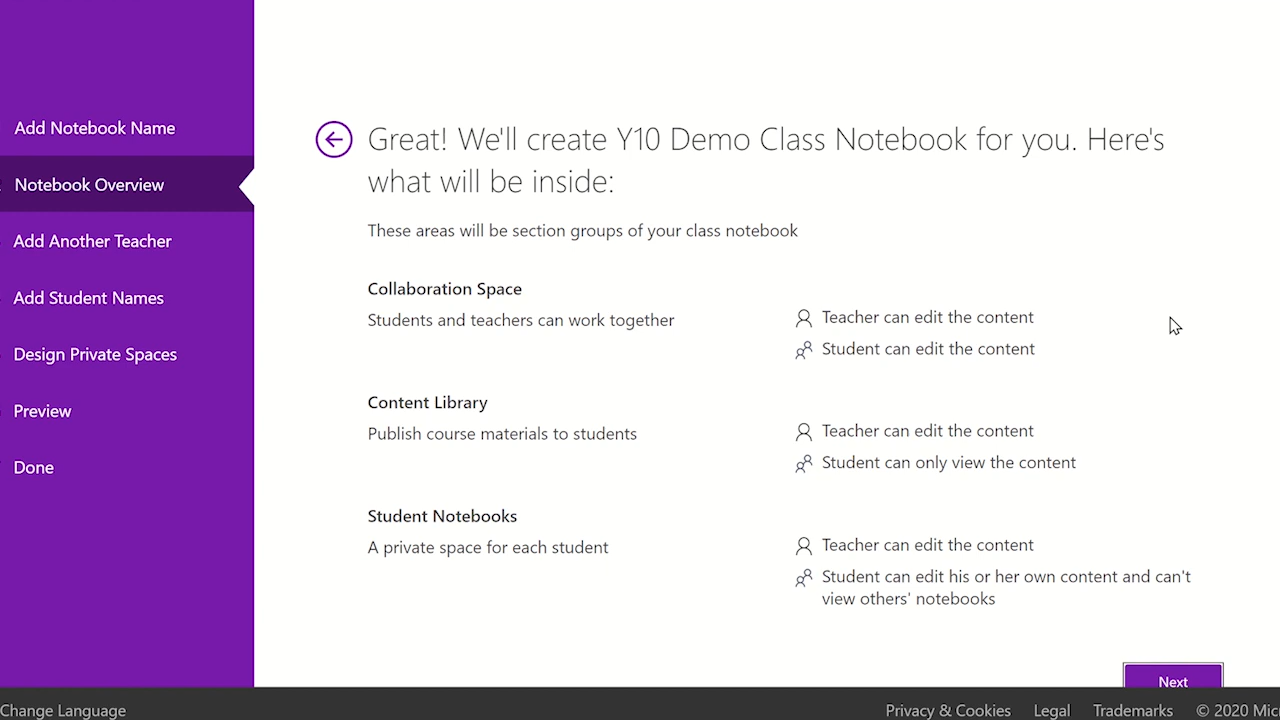 Add Notebook Name
Notebook Overview
Add Another Teacher
Add Student Names
Design Private Spaces
Preview
Done
Great! We'll create Y10 Demo Class Notebook for you. Here's
what will be inside:
These areas will be section groups of your class notebook
Collaboration Space
Students and teachers can work together
Teacher can edit the content
Student can edit the content
Content Library
Publish course materials to students
Teacher can edit the content
Student can only view the content
Student Notebooks
A private space for each student
Teacher can edit the content
Student can edit his or her own content and can't
view others' notebooks
Next
Change Language
Privacy & Cookies Legal Trademarks © 2020 Mic